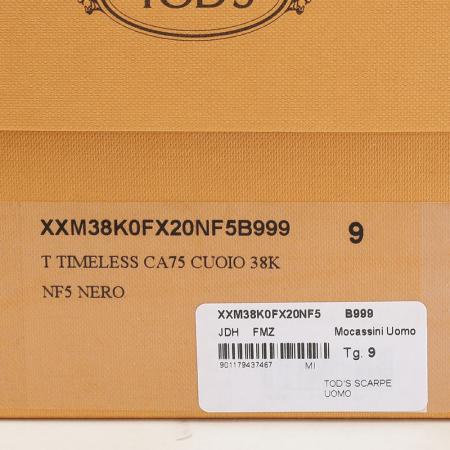 TOD'S
XXM38K0FX20NF5B999 9
T TIMELESS CA75 CUOIO 38K
NF5 NERO
XXM38K0FX20NF5 B999
JDH FMZ Mocassini Uomo
Tg. 9
901179437467 MI
TOD'S SCARPE
UOMO